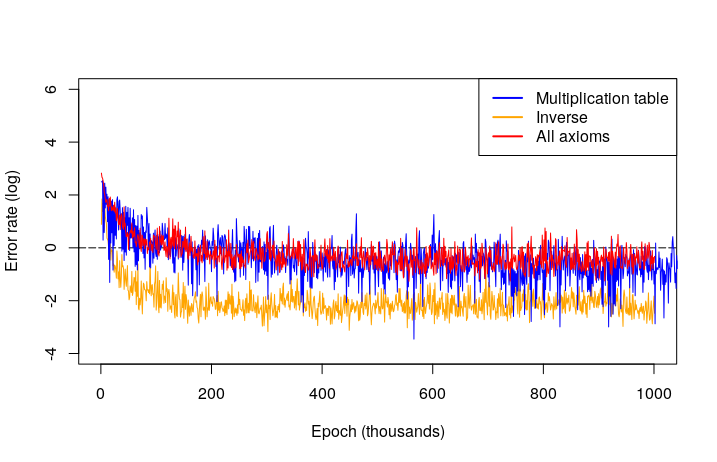 Multiplication table
Inverse
All axioms
Error rate (log)
6
4
2
0
-2
-4
0 200 400 600 800 1000
Epoch (thousands)